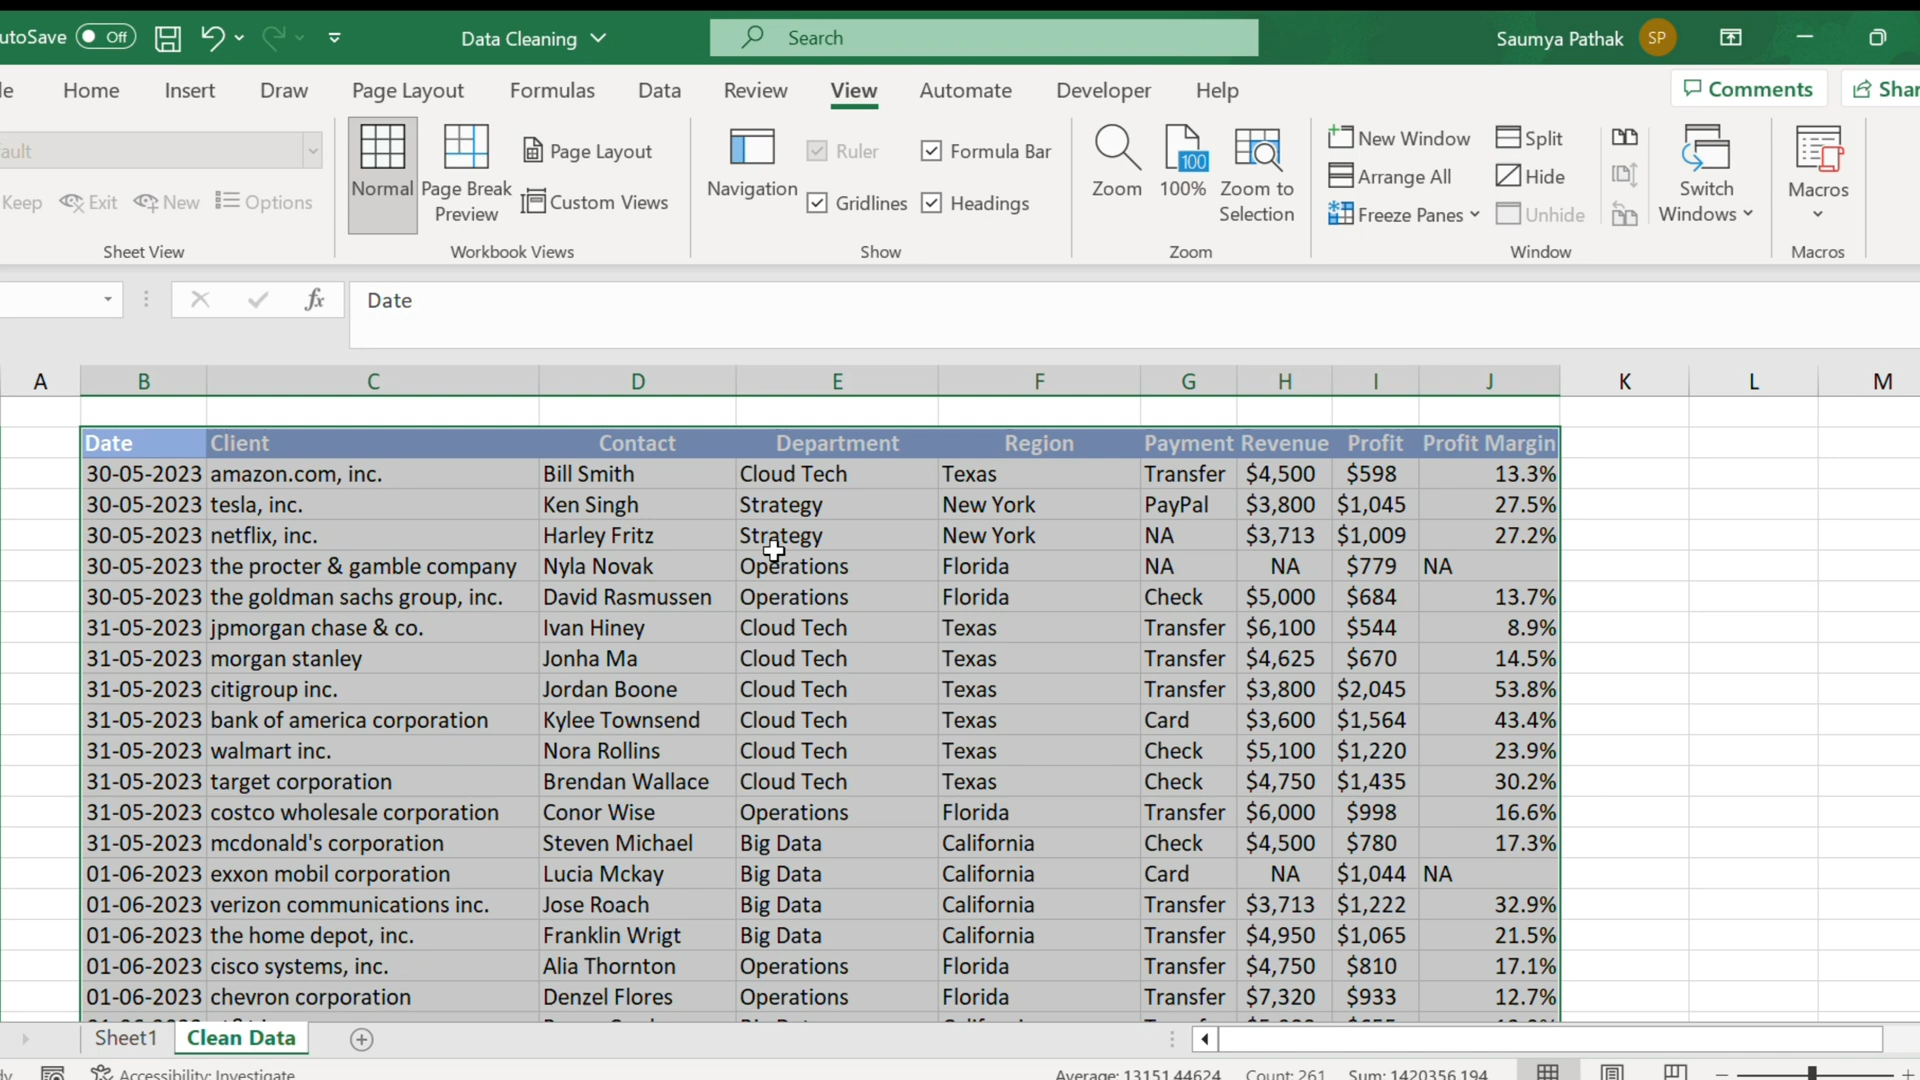 utoSave Off Data Cleaning Search Saumya Pathak SP
le Home Insert Draw Page Layout Formulas Data Review View Automate Developer Help Comments Shar
ault Normal Page Break Preview Page Layout Custom Views Navigation Ruler Formula Bar Gridlines Headings Zoom 100 100% Zoom to Selection New Window Split Arrange All Hide Freeze Panes Unhide Switch Windows Macros
Keep Exit New Options
Sheet View Workbook Views Show Zoom Window Macros
fx Date
A B C D E F G H I J K L M
Date Client Contact Department Region Payment Revenue Profit Profit Margin
30-05-2023 amazon.com, inc. Bill Smith Cloud Tech Texas Transfer $4,500 $598 13.3%
30-05-2023 tesla, inc. Ken Singh Strategy New York PayPal $3,800 $1,045 27.5%
30-05-2023 netflix, inc. Harley Fritz Strategy New York NA $3,713 $1,009 27.2%
30-05-2023 the procter & gamble company Nyla Novak Operations Florida NA NA $779 NA
30-05-2023 the goldman sachs group, inc. David Rasmussen Operations Florida Check $5,000 $684 13.7%
31-05-2023 jpmorgan chase & co. Ivan Hiney Cloud Tech Texas Transfer $6,100 $544 8.9%
31-05-2023 morgan stanley Jonha Ma Cloud Tech Texas Transfer $4,625 $670 14.5%
31-05-2023 citigroup inc. Jordan Boone Cloud Tech Texas Transfer $3,800 $2,045 53.8%
31-05-2023 bank of america corporation Kylee Townsend Cloud Tech Texas Card $3,600 $1,564 43.4%
31-05-2023 walmart inc. Nora Rollins Cloud Tech Texas Check $5,100 $1,220 23.9%
31-05-2023 target corporation Brendan Wallace Cloud Tech Texas Check $4,750 $1,435 30.2%
31-05-2023 costco wholesale corporation Conor Wise Operations Florida Transfer $6,000 $998 16.6%
31-05-2023 mcdonald's corporation Steven Michael Big Data California Check $4,500 $780 17.3%
01-06-2023 exxon mobil corporation Lucia Mckay Big Data California Card NA $1,044 NA
01-06-2023 verizon communications inc. Jose Roach Big Data California Transfer $3,713 $1,222 32.9%
01-06-2023 the home depot, inc. Franklin Wrigt Big Data California Transfer $4,950 $1,065 21.5%
01-06-2023 cisco systems, inc. Alia Thornton Operations Florida Transfer $4,750 $810 17.1%
01-06-2023 chevron corporation Denzel Flores Operations Florida Transfer $7,320 $933 12.7%
Sheet1 Clean Data
dy Accessibility: Investigate Average: 13151.44624 Count: 261 Sum: 1420356.194